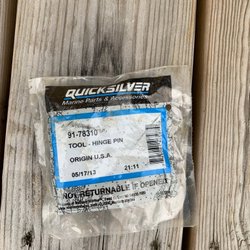 QUICKSILVER
Marine Parts & Accessories
91-78310
TOOL - HINGE PIN
ORIGIN U.S.A.
05/17/13 21:11
NOT RETURNABLE IF OPENED